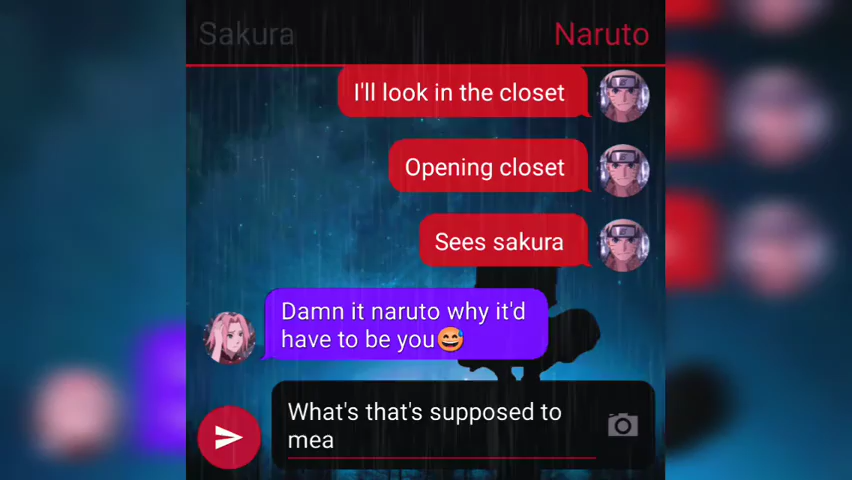 Sakura
Naruto
I'll look in the closet
Opening closet
Sees sakura
Damn it naruto why it'd
have to be you😅
What's that's supposed to
mea